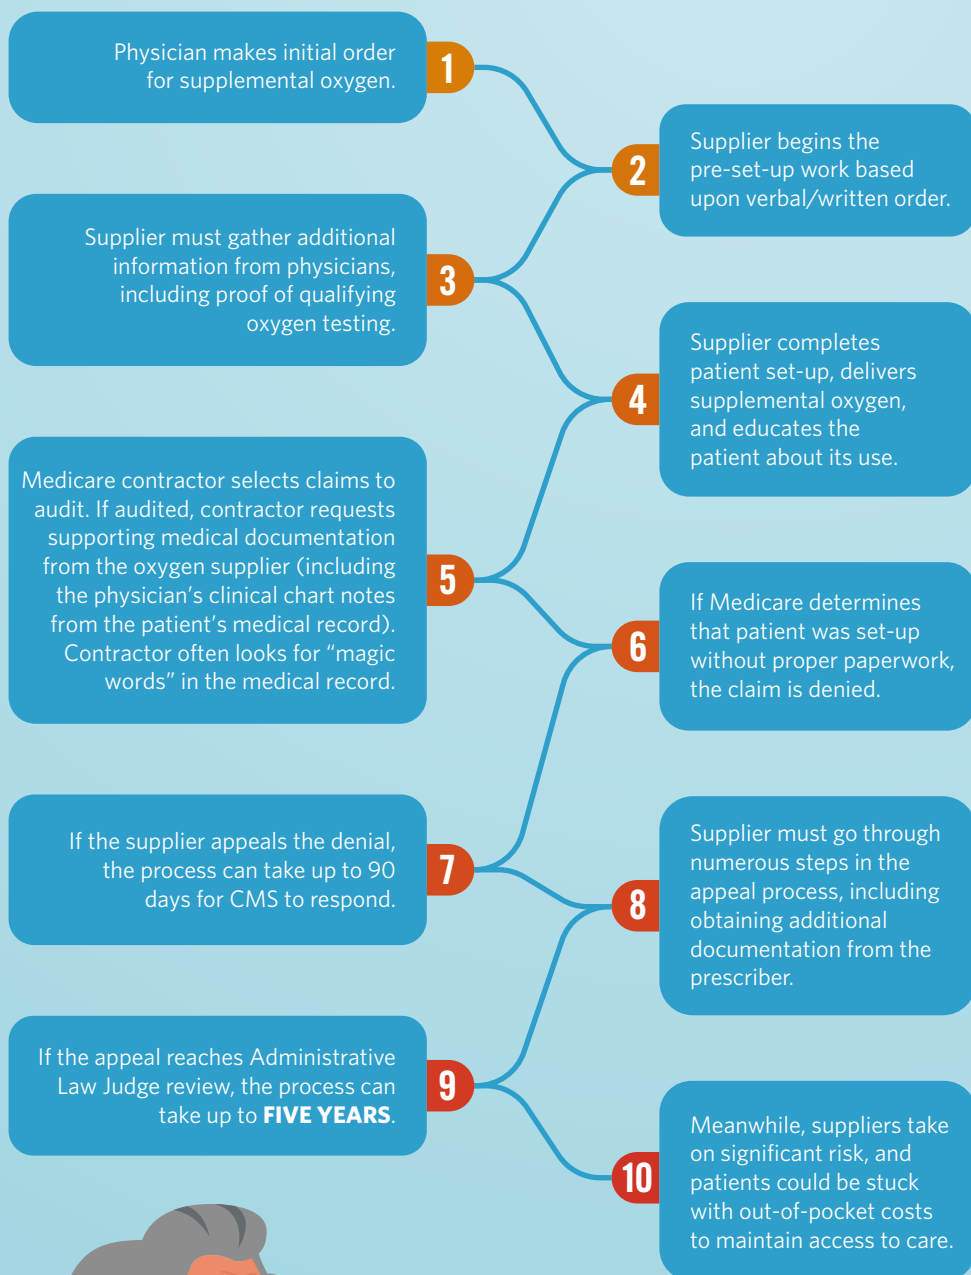 Physician makes initial order
for supplemental oxygen.
1
2
Supplier begins the
pre-set-up work based
upon verbal/written order.
Supplier must gather additional
information from physicians,
including proof of qualifying
oxygen testing.
3
4
Supplier completes
patient set-up, delivers
supplemental oxygen,
and educates the
patient about its use.
Medicare contractor selects claims to
audit. If audited, contractor requests
supporting medical documentation
from the oxygen supplier (including
the physician’s clinical chart notes
from the patient’s medical record).
Contractor often looks for “magic
words” in the medical record.
5
6
If Medicare determines
that patient was set-up
without proper paperwork,
the claim is denied.
If the supplier appeals the denial,
the process can take up to 90
days for CMS to respond.
7
8
Supplier must go through
numerous steps in the
appeal process, including
obtaining additional
documentation from the
prescriber.
If the appeal reaches Administrative
Law Judge review, the process can
take up to FIVE YEARS.
9
10
Meanwhile, suppliers take
on significant risk, and
patients could be stuck
with out-of-pocket costs
to maintain access to care.